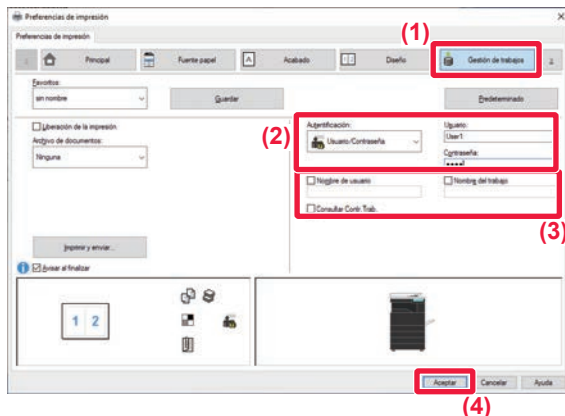 Preferencias de impresión
Preferencias de impresión
(1)
Principal
Fuente papel
Acabado
Diseño
Gestión de trabajos
Favoritos:
sin nombre
Guardar
Predeterminado
Liberación de la impresión
Archivo de documentos:
Ninguna
(2)
Autentificación:
Usuario/Contraseña
Usuario:
User1
Contraseña:
••••
Nombre de usuario
Nombre del trabajo
Consultar Contr. Trab.
(3)
Imprimir y enviar...
Avisar al finalizar
1 2
Aceptar
Cancelar
Ayuda
(4)